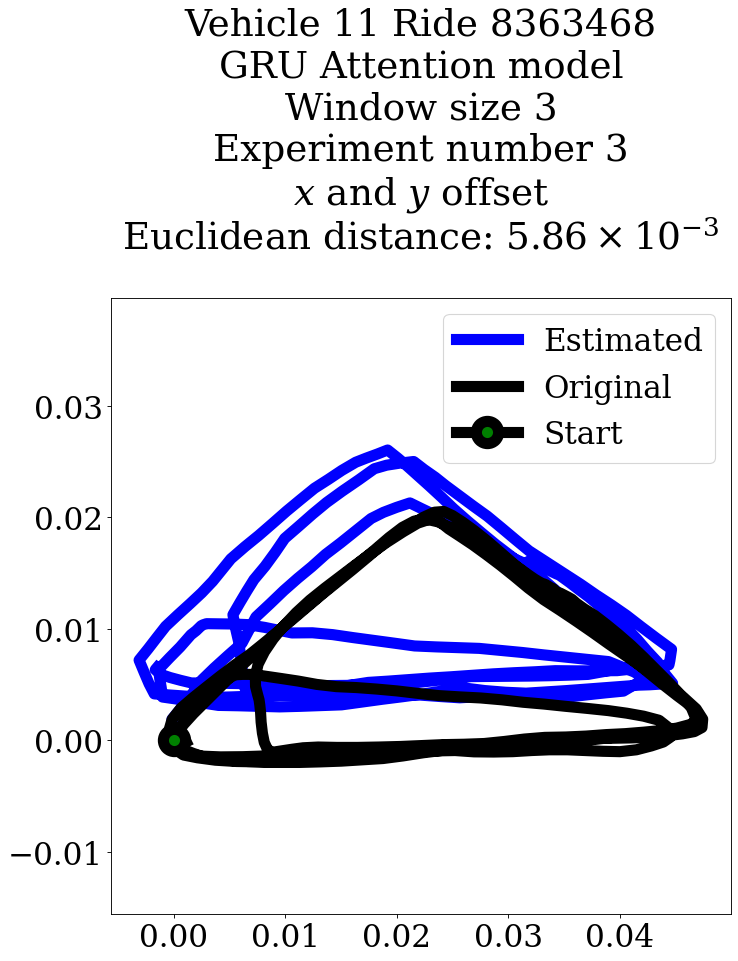 Vehicle 11 Ride 8363468
GRU Attention model
Window size 3
Experiment number 3
x and y offset
Euclidean distance: 5.86 × 10⁻³
Estimated
Original
Start
0.03
0.02
0.01
0.00
−0.01
0.00 0.01 0.02 0.03 0.04